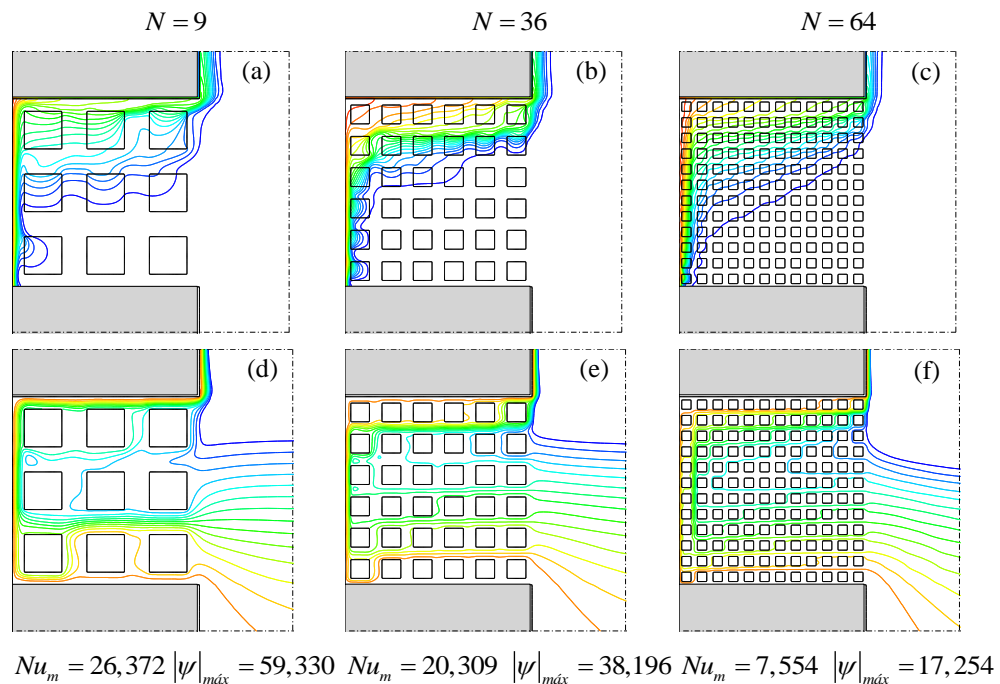 N = 9 N = 36 N = 64
(a) (b) (c)
(d) (e) (f)
Nu_m = 26,372 |ψ|_máx = 59,330 Nu_m = 20,309 |ψ|_máx = 38,196 Nu_m = 7,554 |ψ|_máx = 17,254